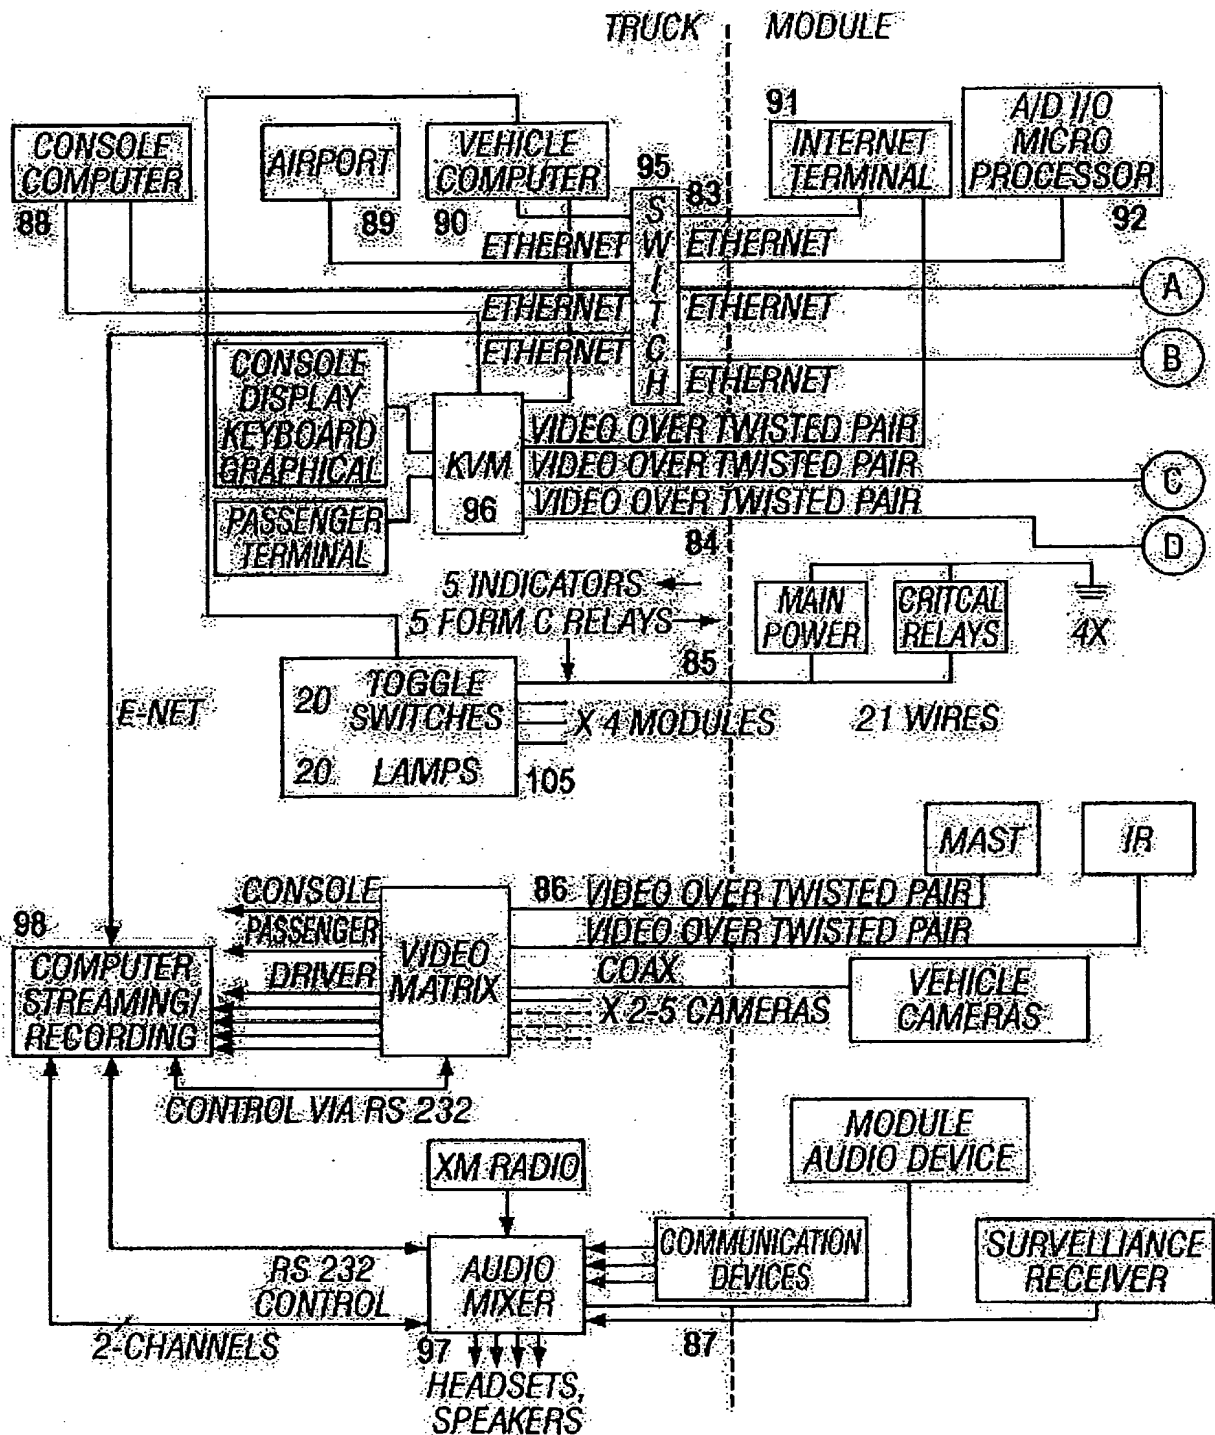 TRUCK
MODULE
CONSOLE
COMPUTER
88
AIRPORT
89
VEHICLE
COMPUTER
90
95
SWITCH
83
91
INTERNET
TERMINAL
A/D I/O
MICRO
PROCESSOR
92
ETHERNET
ETHERNET
ETHERNET
ETHERNET
ETHERNET
ETHERNET
A
B
CONSOLE
DISPLAY
KEYBOARD
GRAPHICAL
PASSENGER
TERMINAL
KVM
96
VIDEO OVER TWISTED PAIR
VIDEO OVER TWISTED PAIR
VIDEO OVER TWISTED PAIR
C
D
84
5 INDICATORS
5 FORM C RELAYS
85
MAIN
POWER
CRITCAL
RELAYS
4X
E-NET
20 TOGGLE
SWITCHES
20 LAMPS
105
X 4 MODULES
21 WIRES
MAST
IR
98
COMPUTER
STREAMING/
RECORDING
CONSOLE
PASSENGER
DRIVER
VIDEO
MATRIX
86
VIDEO OVER TWISTED PAIR
VIDEO OVER TWISTED PAIR
COAX
X 2-5 CAMERAS
VEHICLE
CAMERAS
CONTROL VIA RS 232
MODULE
AUDIO DEVICE
XM RADIO
RS 232
CONTROL
2-CHANNELS
AUDIO
MIXER
97
COMMUNICATION
DEVICES
SURVELLIANCE
RECEIVER
87
HEADSETS,
SPEAKERS